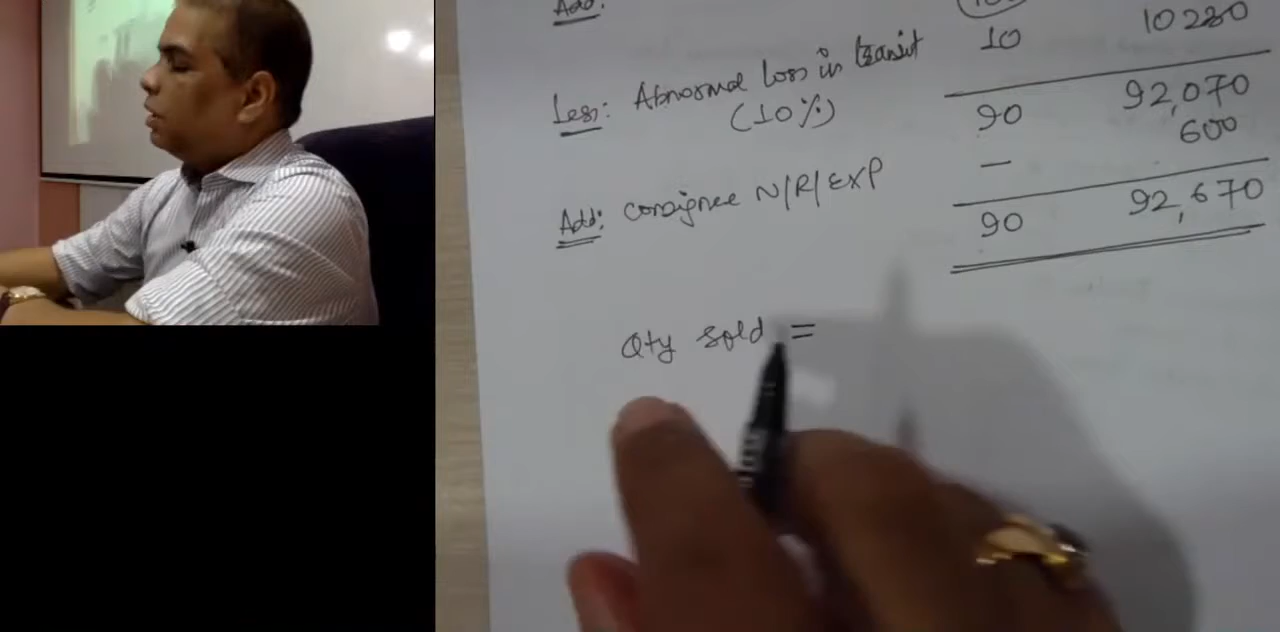 Add:
10 10230
Less: Abnormal Loss in transit
(10%) 90 92,070
— 600
Add: Consignee N/R/EXP
90 92,670
Qty sold =